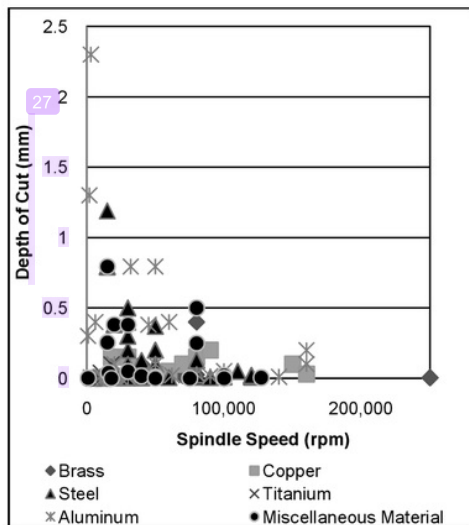 2.5
2
27
1.5
1
0.5
0
Depth of Cut (mm)
0 100,000 200,000
Spindle Speed (rpm)
Brass Copper
Steel Titanium
Aluminum Miscellaneous Material